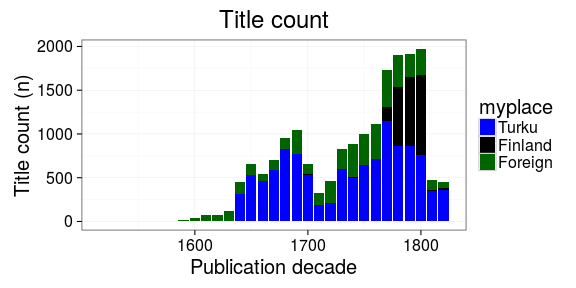 Title count
Title count (n)
2000
1500
1000
500
0
1600
1700
1800
Publication decade
myplace
Turku
Finland
Foreign